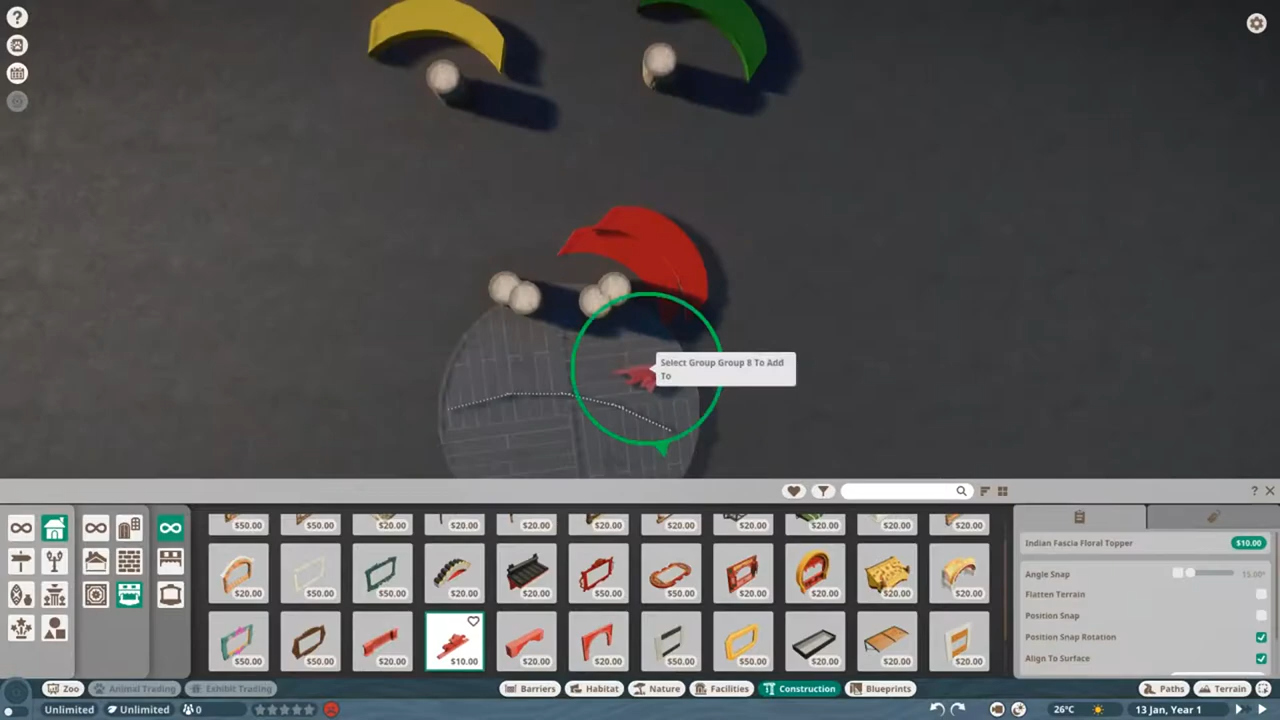 Select Group Group B To Add
To
$50.00 $50.00 $20.00 $20.00 $20.00 $20.00 $20.00 $20.00 $20.00 $20.00 $20.00
Indian Fascia Floral Topper $10.00
$20.00 $50.00 $50.00 $20.00 $20.00 $50.00 $20.00 $20.00 $20.00 $20.00 $20.00
Angle Snap 15.00°
Flatten Terrain
Position Snap
Position Snap Rotation
Align To Surface
$50.00 $50.00 $20.00 $10.00 $20.00 $20.00 $50.00 $50.00 $20.00 $20.00 $50.00
Zoo Animal Trading Exhibit Trading Barriers Habitat Nature Facilities Construction Blueprints Paths Terrain
Unlimited Unlimited 0 26°C 13 Jan, Year 1